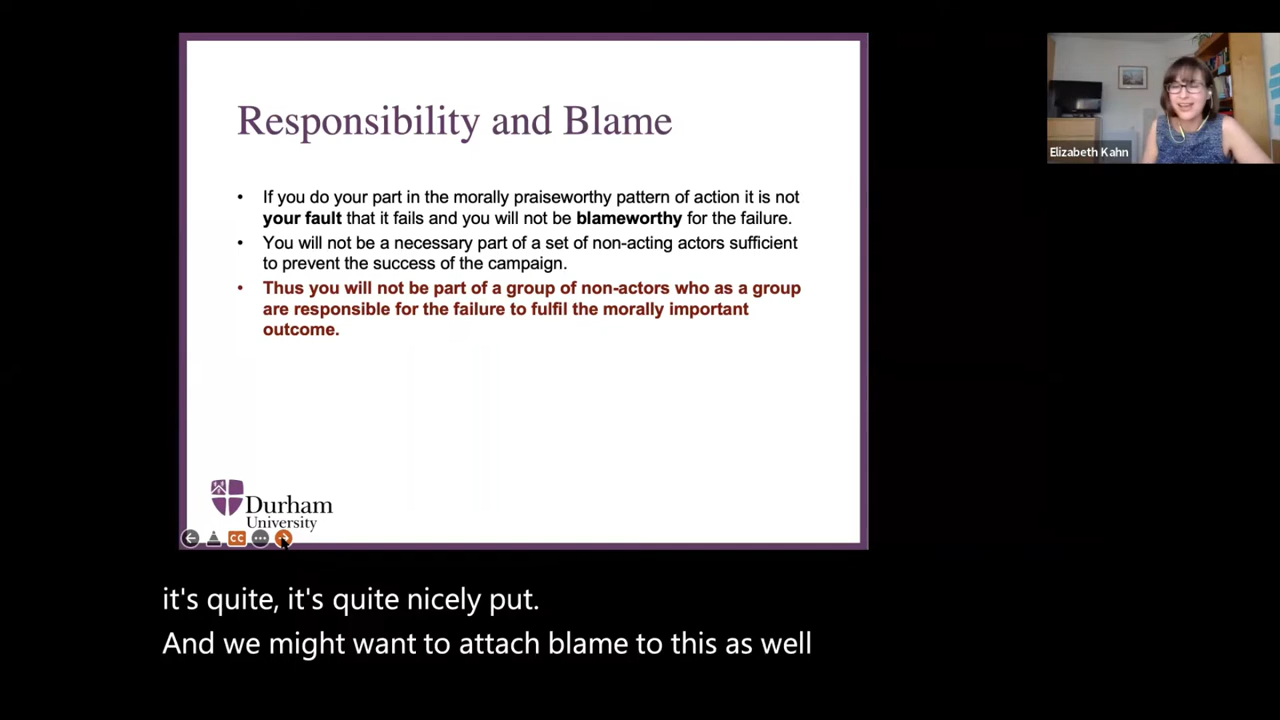 Responsibility and Blame
• If you do your part in the morally praiseworthy pattern of action it is not
your fault that it fails and you will not be blameworthy for the failure.
• You will not be a necessary part of a set of non-acting actors sufficient
to prevent the success of the campaign.
• Thus you will not be part of a group of non-actors who as a group
are responsible for the failure to fulfil the morally important
outcome.
Durham
University
CC
Elizabeth Kahn
it's quite, it's quite nicely put.
And we might want to attach blame to this as well